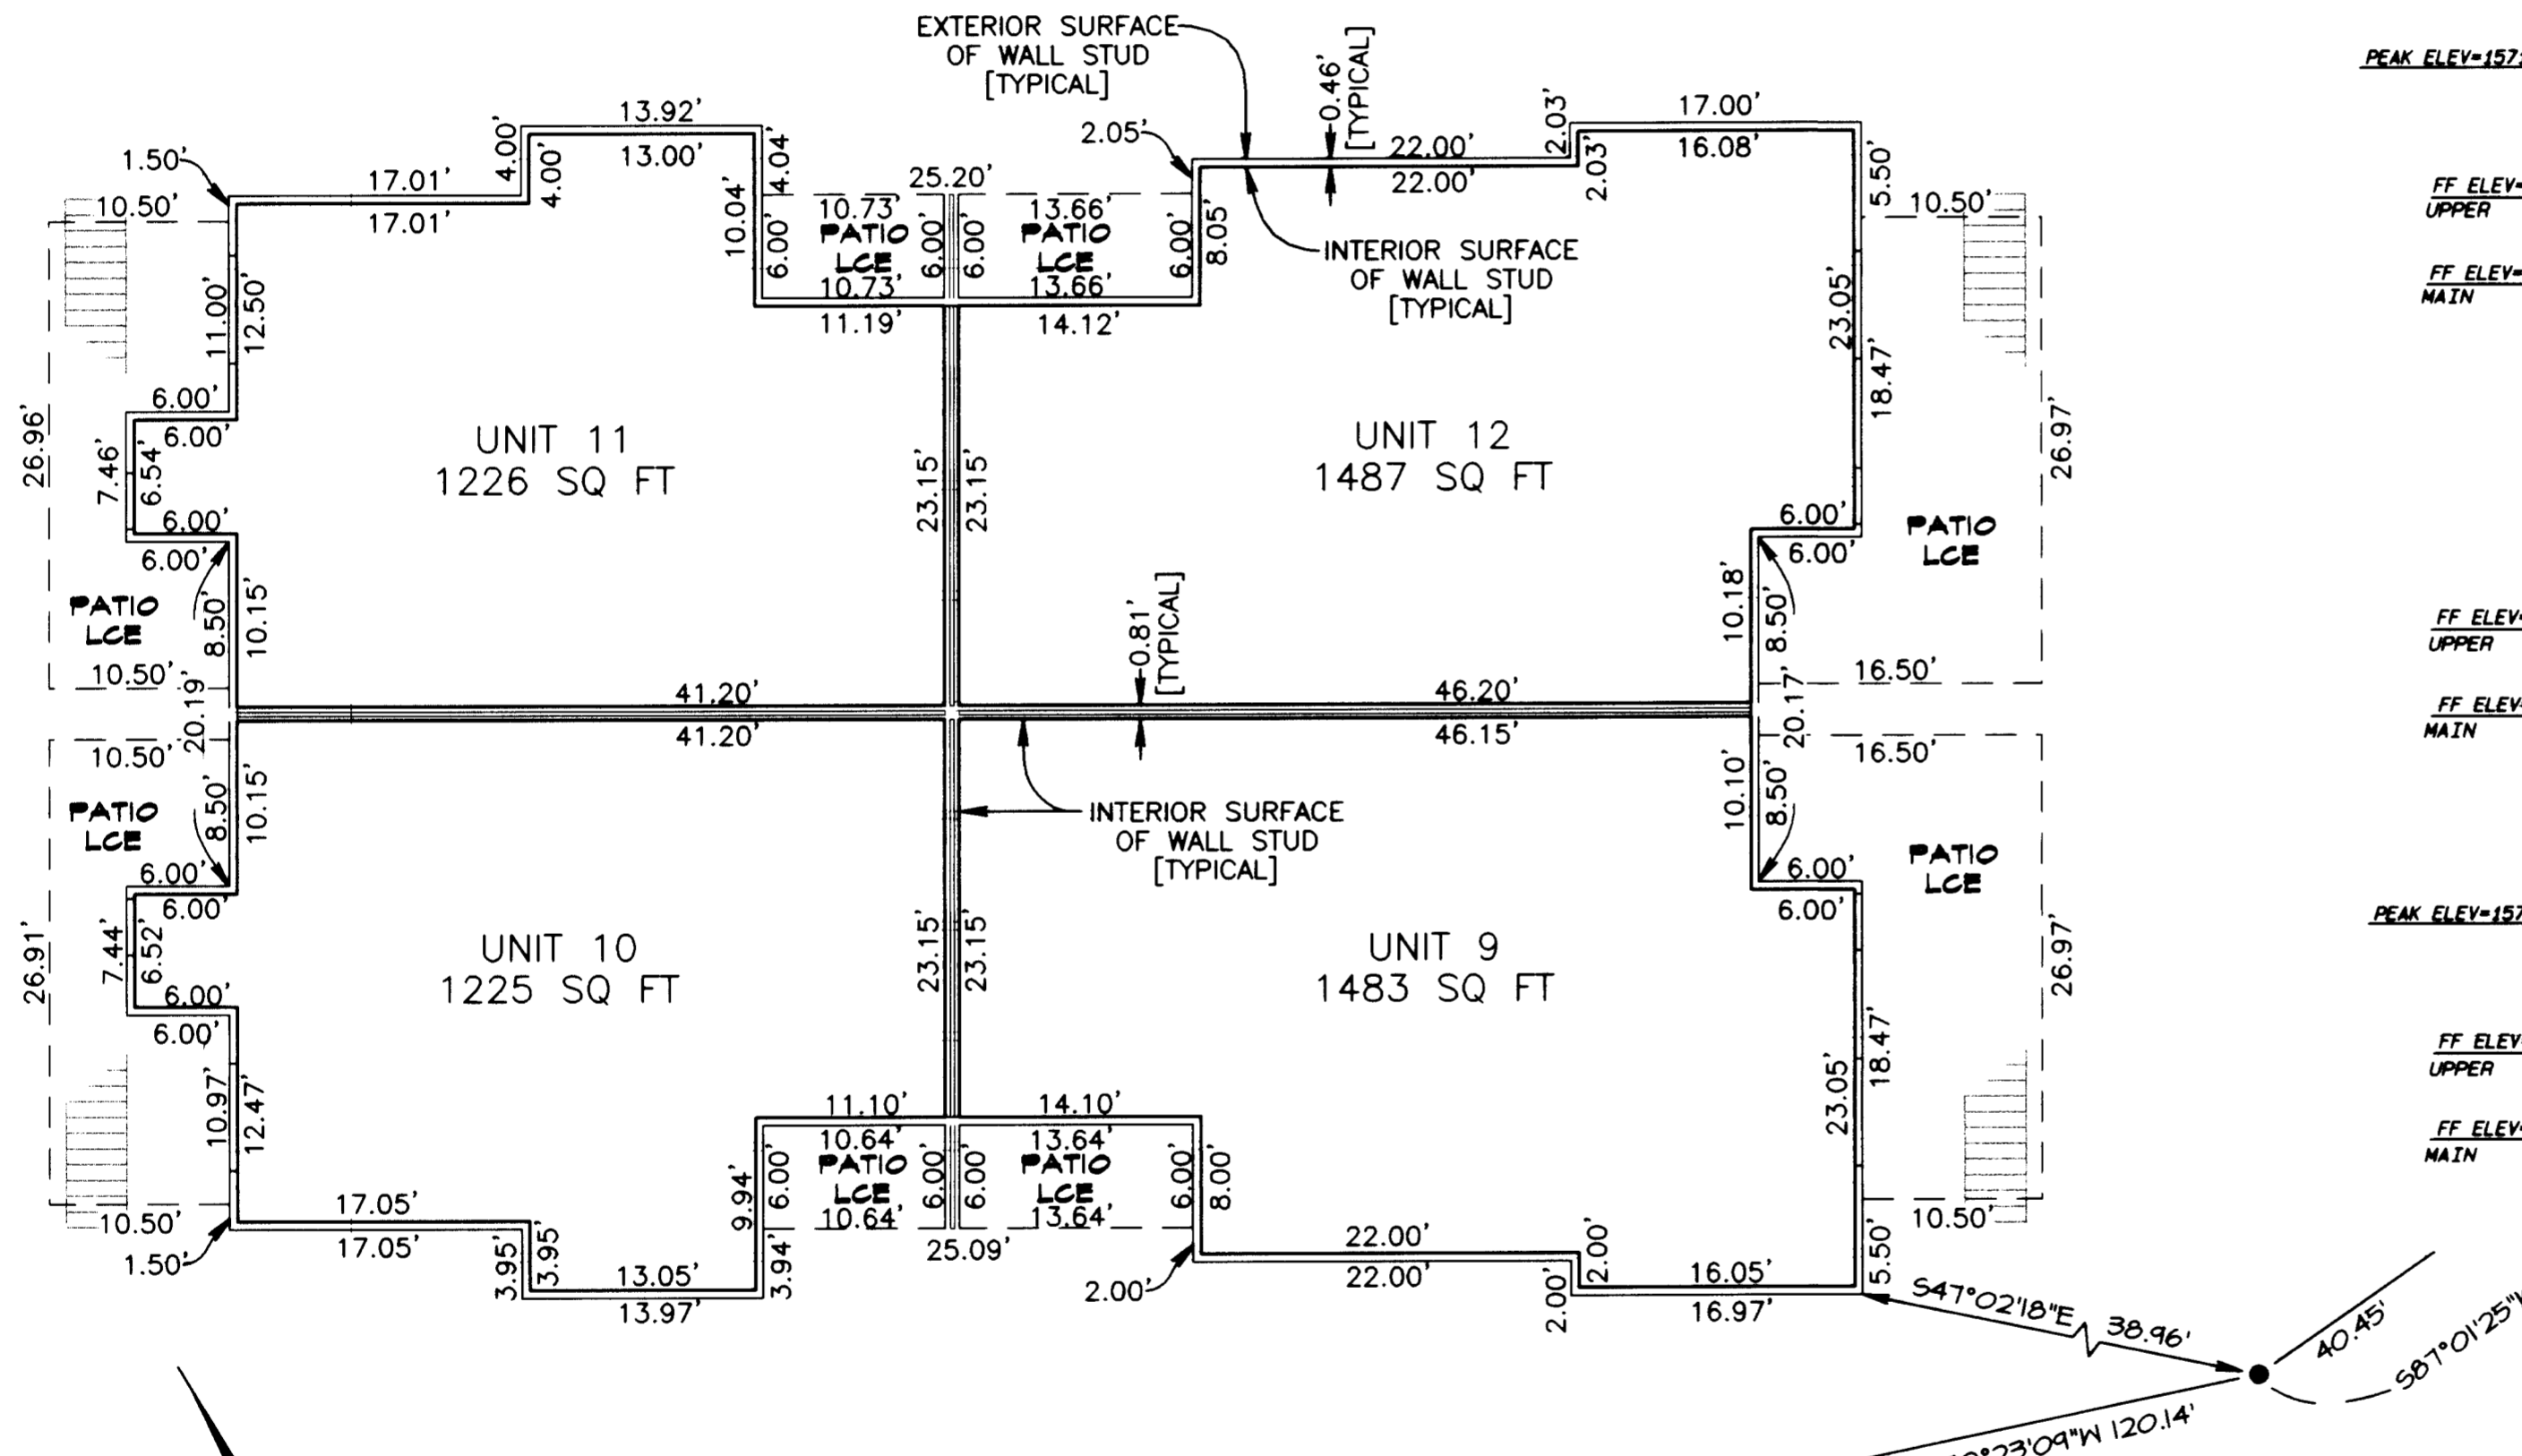 EXTERIOR SURFACE
OF WALL STUD
[TYPICAL]
0.46'
[TYPICAL]
PEAK ELEV=157
13.92'
13.00'
4.00'
4.00'
4.04'
10.04'
2.05'
22.00'
22.00'
2.03'
2.03'
17.00'
16.08'
5.50'
1.50'
17.01'
17.01'
10.50'
25.20'
10.73'
PATIO
LCE
10.73'
6.00'
6.00'
11.19'
13.66'
PATIO
LCE
13.66'
6.00'
6.00'
8.05'
14.12'
INTERIOR SURFACE
OF WALL STUD
[TYPICAL]
10.50'
FF ELEV=
UPPER
FF ELEV=
MAIN
11.00'
12.50'
23.05'
18.47'
6.00'
6.00'
26.96'
7.46'
6.54'
6.00'
6.00'
UNIT 11
1226 SQ FT
23.15'
23.15'
UNIT 12
1487 SQ FT
26.97'
6.00'
6.00'
PATIO
LCE
PATIO
LCE
8.50'
10.15'
10.50'
0.81'
[TYPICAL]
10.18'
8.50'
16.50'
FF ELEV=
UPPER
FF ELEV=
MAIN
20.19'
41.20'
41.20'
46.20'
46.15'
20.17'
10.50'
16.50'
PATIO
LCE
8.50'
10.15'
INTERIOR SURFACE
OF WALL STUD
[TYPICAL]
10.10'
8.50'
6.00'
6.00'
PATIO
LCE
6.00'
6.00'
26.91'
7.44'
6.52'
6.00'
6.00'
UNIT 10
1225 SQ FT
23.15'
23.15'
UNIT 9
1483 SQ FT
26.97'
PEAK ELEV=157
18.47'
23.05'
FF ELEV=
UPPER
FF ELEV=
MAIN
10.97'
12.47'
11.10'
10.64'
PATIO
LCE
10.64'
9.94'
6.00'
6.00'
14.10'
13.64'
PATIO
LCE
13.64'
6.00'
6.00'
8.00'
25.09'
10.50'
1.50'
17.05'
17.05'
3.95'
3.95'
13.05'
13.97'
3.94'
2.00'
22.00'
22.00'
2.00'
2.00'
16.05'
16.97'
5.50'
10.50'
S47°02'18"E
38.96'
40.45'
S87°01'25"
23'09"W 120.14'